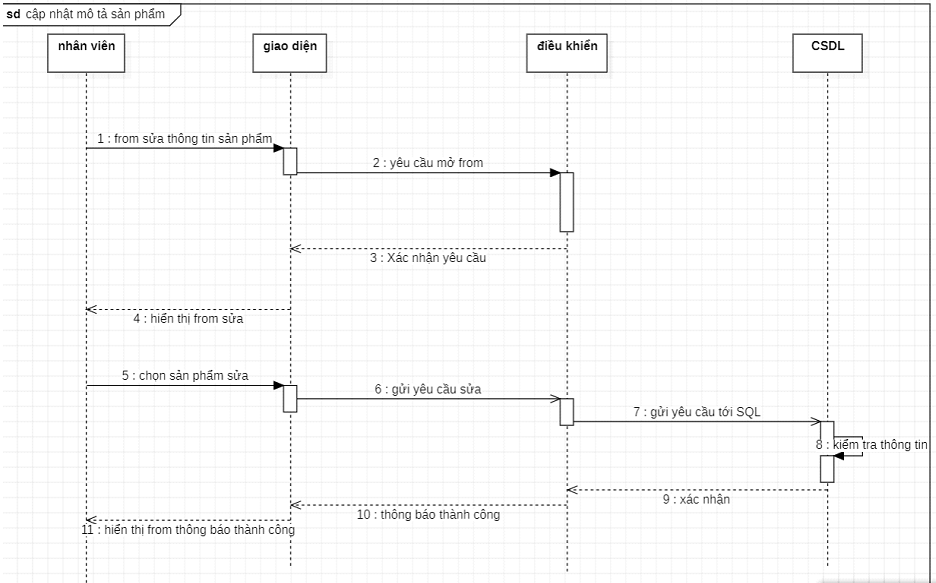 sd cập nhật mô tả sản phẩm
nhân viên
giao diện
điều khiển
CSDL
1 : from sửa thông tin sản phẩm
2 : yêu cầu mở from
3 : Xác nhận yêu cầu
4 : hiển thị from sửa
5 : chọn sản phẩm sửa
6 : gửi yêu cầu sửa
7 : gửi yêu cầu tới SQL
8 : kiểm tra thông tin
9 : xác nhận
10 : thông báo thành công
11 : hiển thị from thông báo thành công